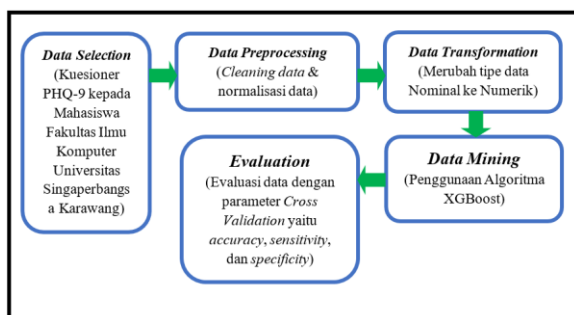 Data Selection
(Kuesioner
PHQ-9 kepada
Mahasiswa
Fakultas Ilmu
Komputer
Universitas
Singaperbangs
a Karawang)
Data Preprocessing
(Cleaning data &
normalisasi data)
Data Transformation
(Merubah tipe data
Nominal ke Numerik)
Data Mining
(Penggunaan Algoritma
XGBoost)
Evaluation
(Evaluasi data dengan
parameter Cross
Validation yaitu
accuracy, sensitivity,
dan specificity)